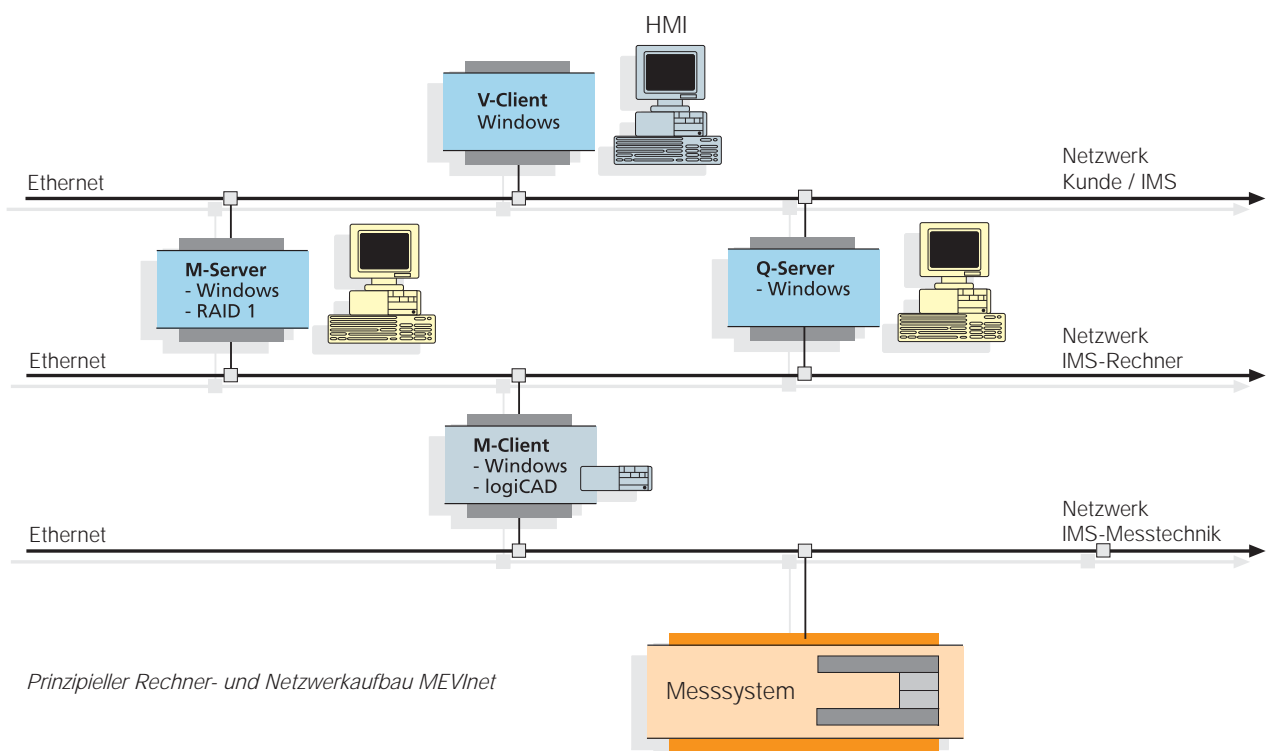 HMI
V-Client
Windows
Ethernet
Netzwerk
Kunde / IMS
M-Server
- Windows
- RAID 1
Q-Server
- Windows
Ethernet
Netzwerk
IMS-Rechner
M-Client
- Windows
- logiCAD
Ethernet
Netzwerk
IMS-Messtechnik
Messsystem
Prinzipieller Rechner- und Netzwerkaufbau MEVInet